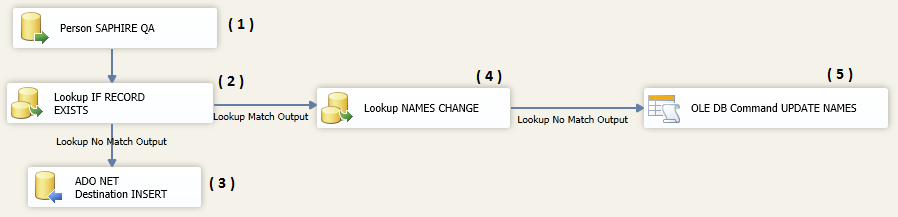 Person SAPHIRE QA
( 1 )
Lookup IF RECORD
EXISTS
( 2 )
Lookup Match Output
Lookup NAMES CHANGE
( 4 )
Lookup No Match Output
OLE DB Command UPDATE NAMES
( 5 )
Lookup No Match Output
ADO NET
Destination INSERT
( 3 )